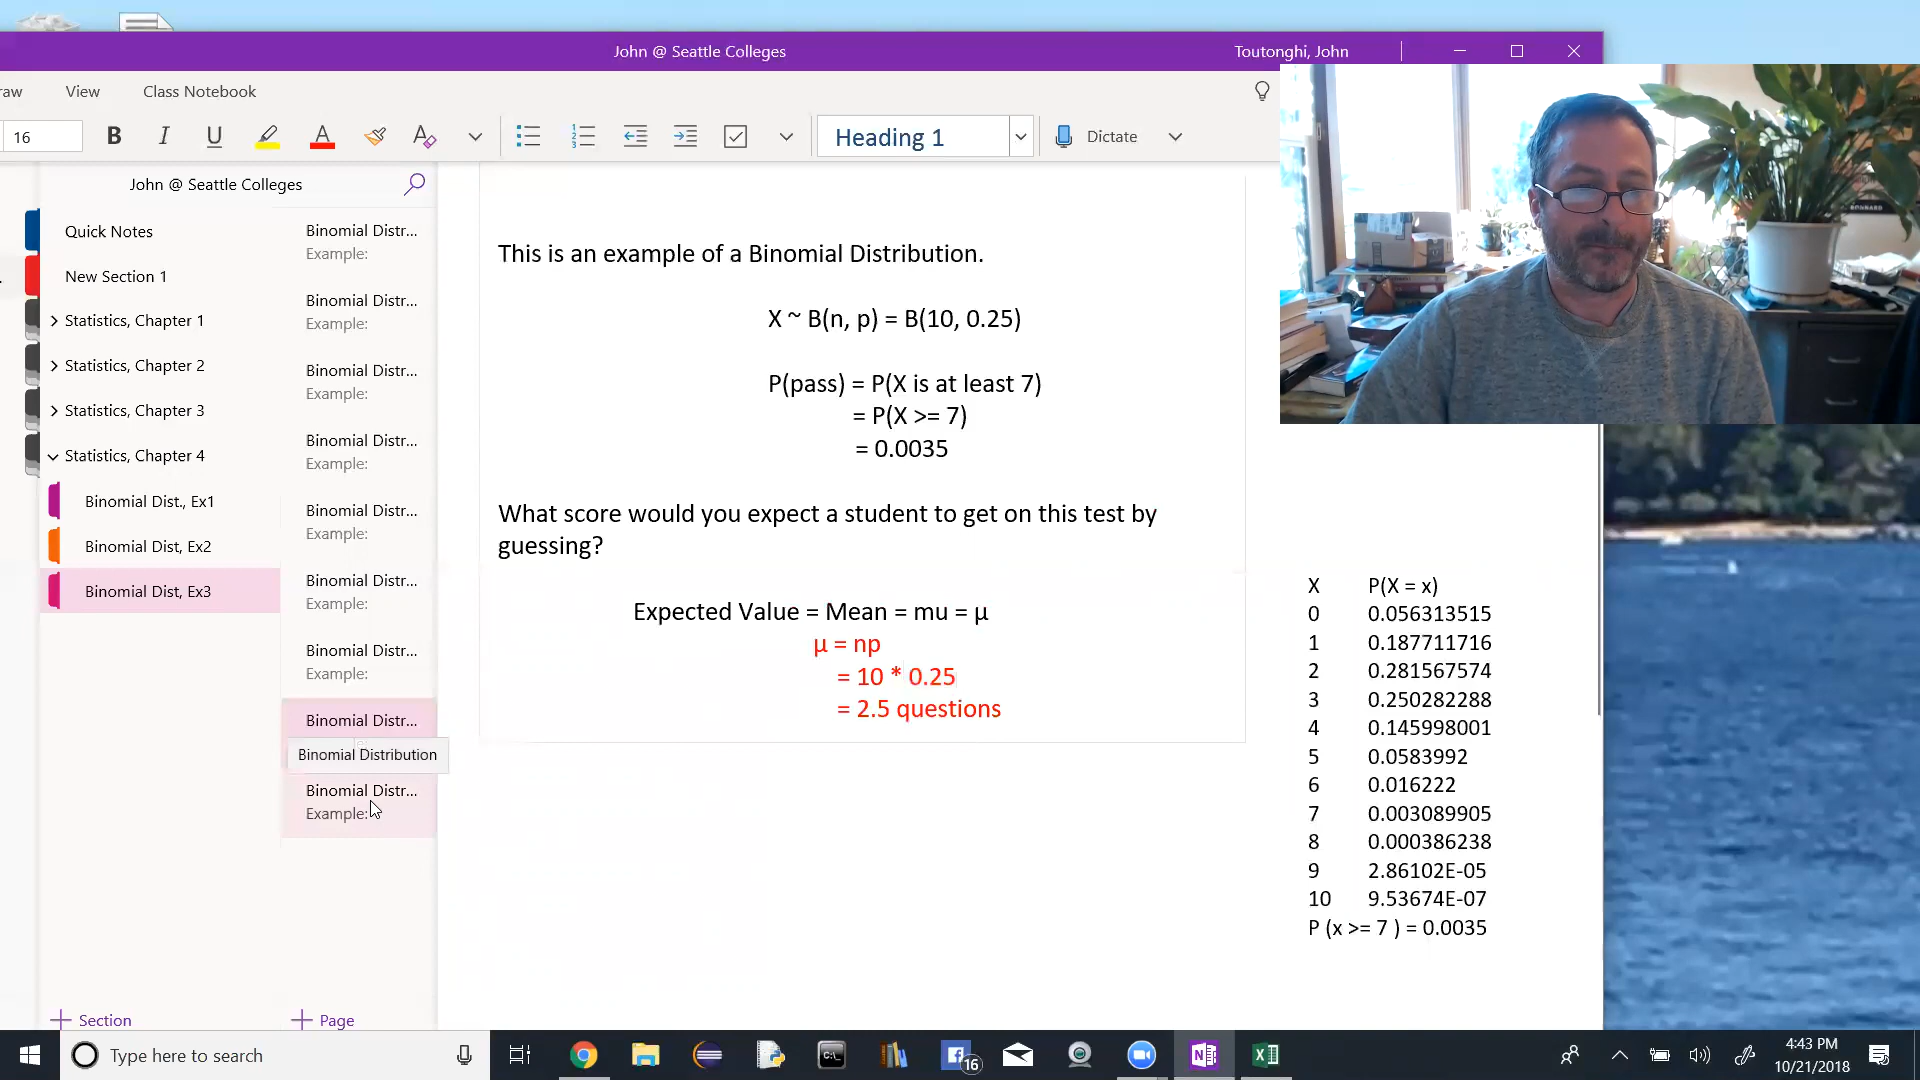 John @ Seattle Colleges
Toutonghi, John
raw
View
Class Notebook
16
B
I
U
A
A
Heading 1
Dictate
John @ Seattle Colleges
Quick Notes
New Section 1
Statistics, Chapter 1
Statistics, Chapter 2
Statistics, Chapter 3
Statistics, Chapter 4
Binomial Dist., Ex1
Binomial Dist, Ex2
Binomial Dist, Ex3
Section
Binomial Distr...
Example:
Binomial Distr...
Example:
Binomial Distr...
Example:
Binomial Distr...
Example:
Binomial Distr...
Example:
Binomial Distr...
Example:
Binomial Distr...
Example:
Binomial Distr...
Binomial Distribution
Binomial Distr...
Example:
Page
This is an example of a Binomial Distribution.
X ~ B(n, p) = B(10, 0.25)
P(pass) = P(X is at least 7)
= P(X >= 7)
= 0.0035
What score would you expect a student to get on this test by
guessing?
Expected Value = Mean = mu = μ
μ = np
= 10 * 0.25
= 2.5 questions
X P(X = x)
0 0.056313515
1 0.187711716
2 0.281567574
3 0.250282288
4 0.145998001
5 0.0583992
6 0.016222
7 0.003089905
8 0.000386238
9 2.86102E-05
10 9.53674E-07
P (x >= 7 ) = 0.0035
Type here to search
16
4:43 PM
10/21/2018